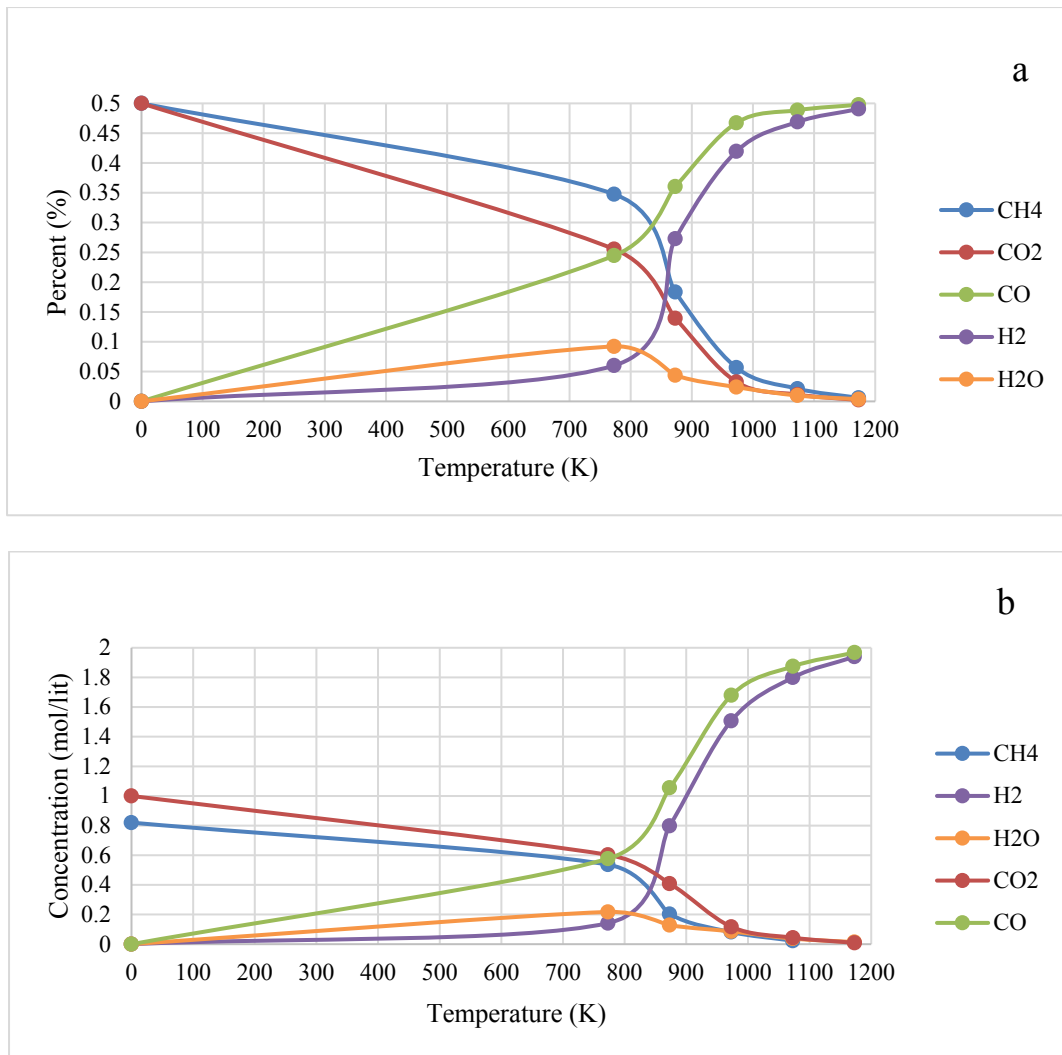 a
0.5
0.45
0.4
0.35
0.3
0.25
0.2
0.15
0.1
0.05
0
Percent (%)
0 100 200 300 400 500 600 700 800 900 1000 1100 1200
Temperature (K)
CH4
CO2
CO
H2
H2O
b
2
1.8
1.6
1.4
1.2
1
0.8
0.6
0.4
0.2
0
Concentration (mol/lit)
0 100 200 300 400 500 600 700 800 900 1000 1100 1200
Temperature (K)
CH4
H2
H2O
CO2
CO